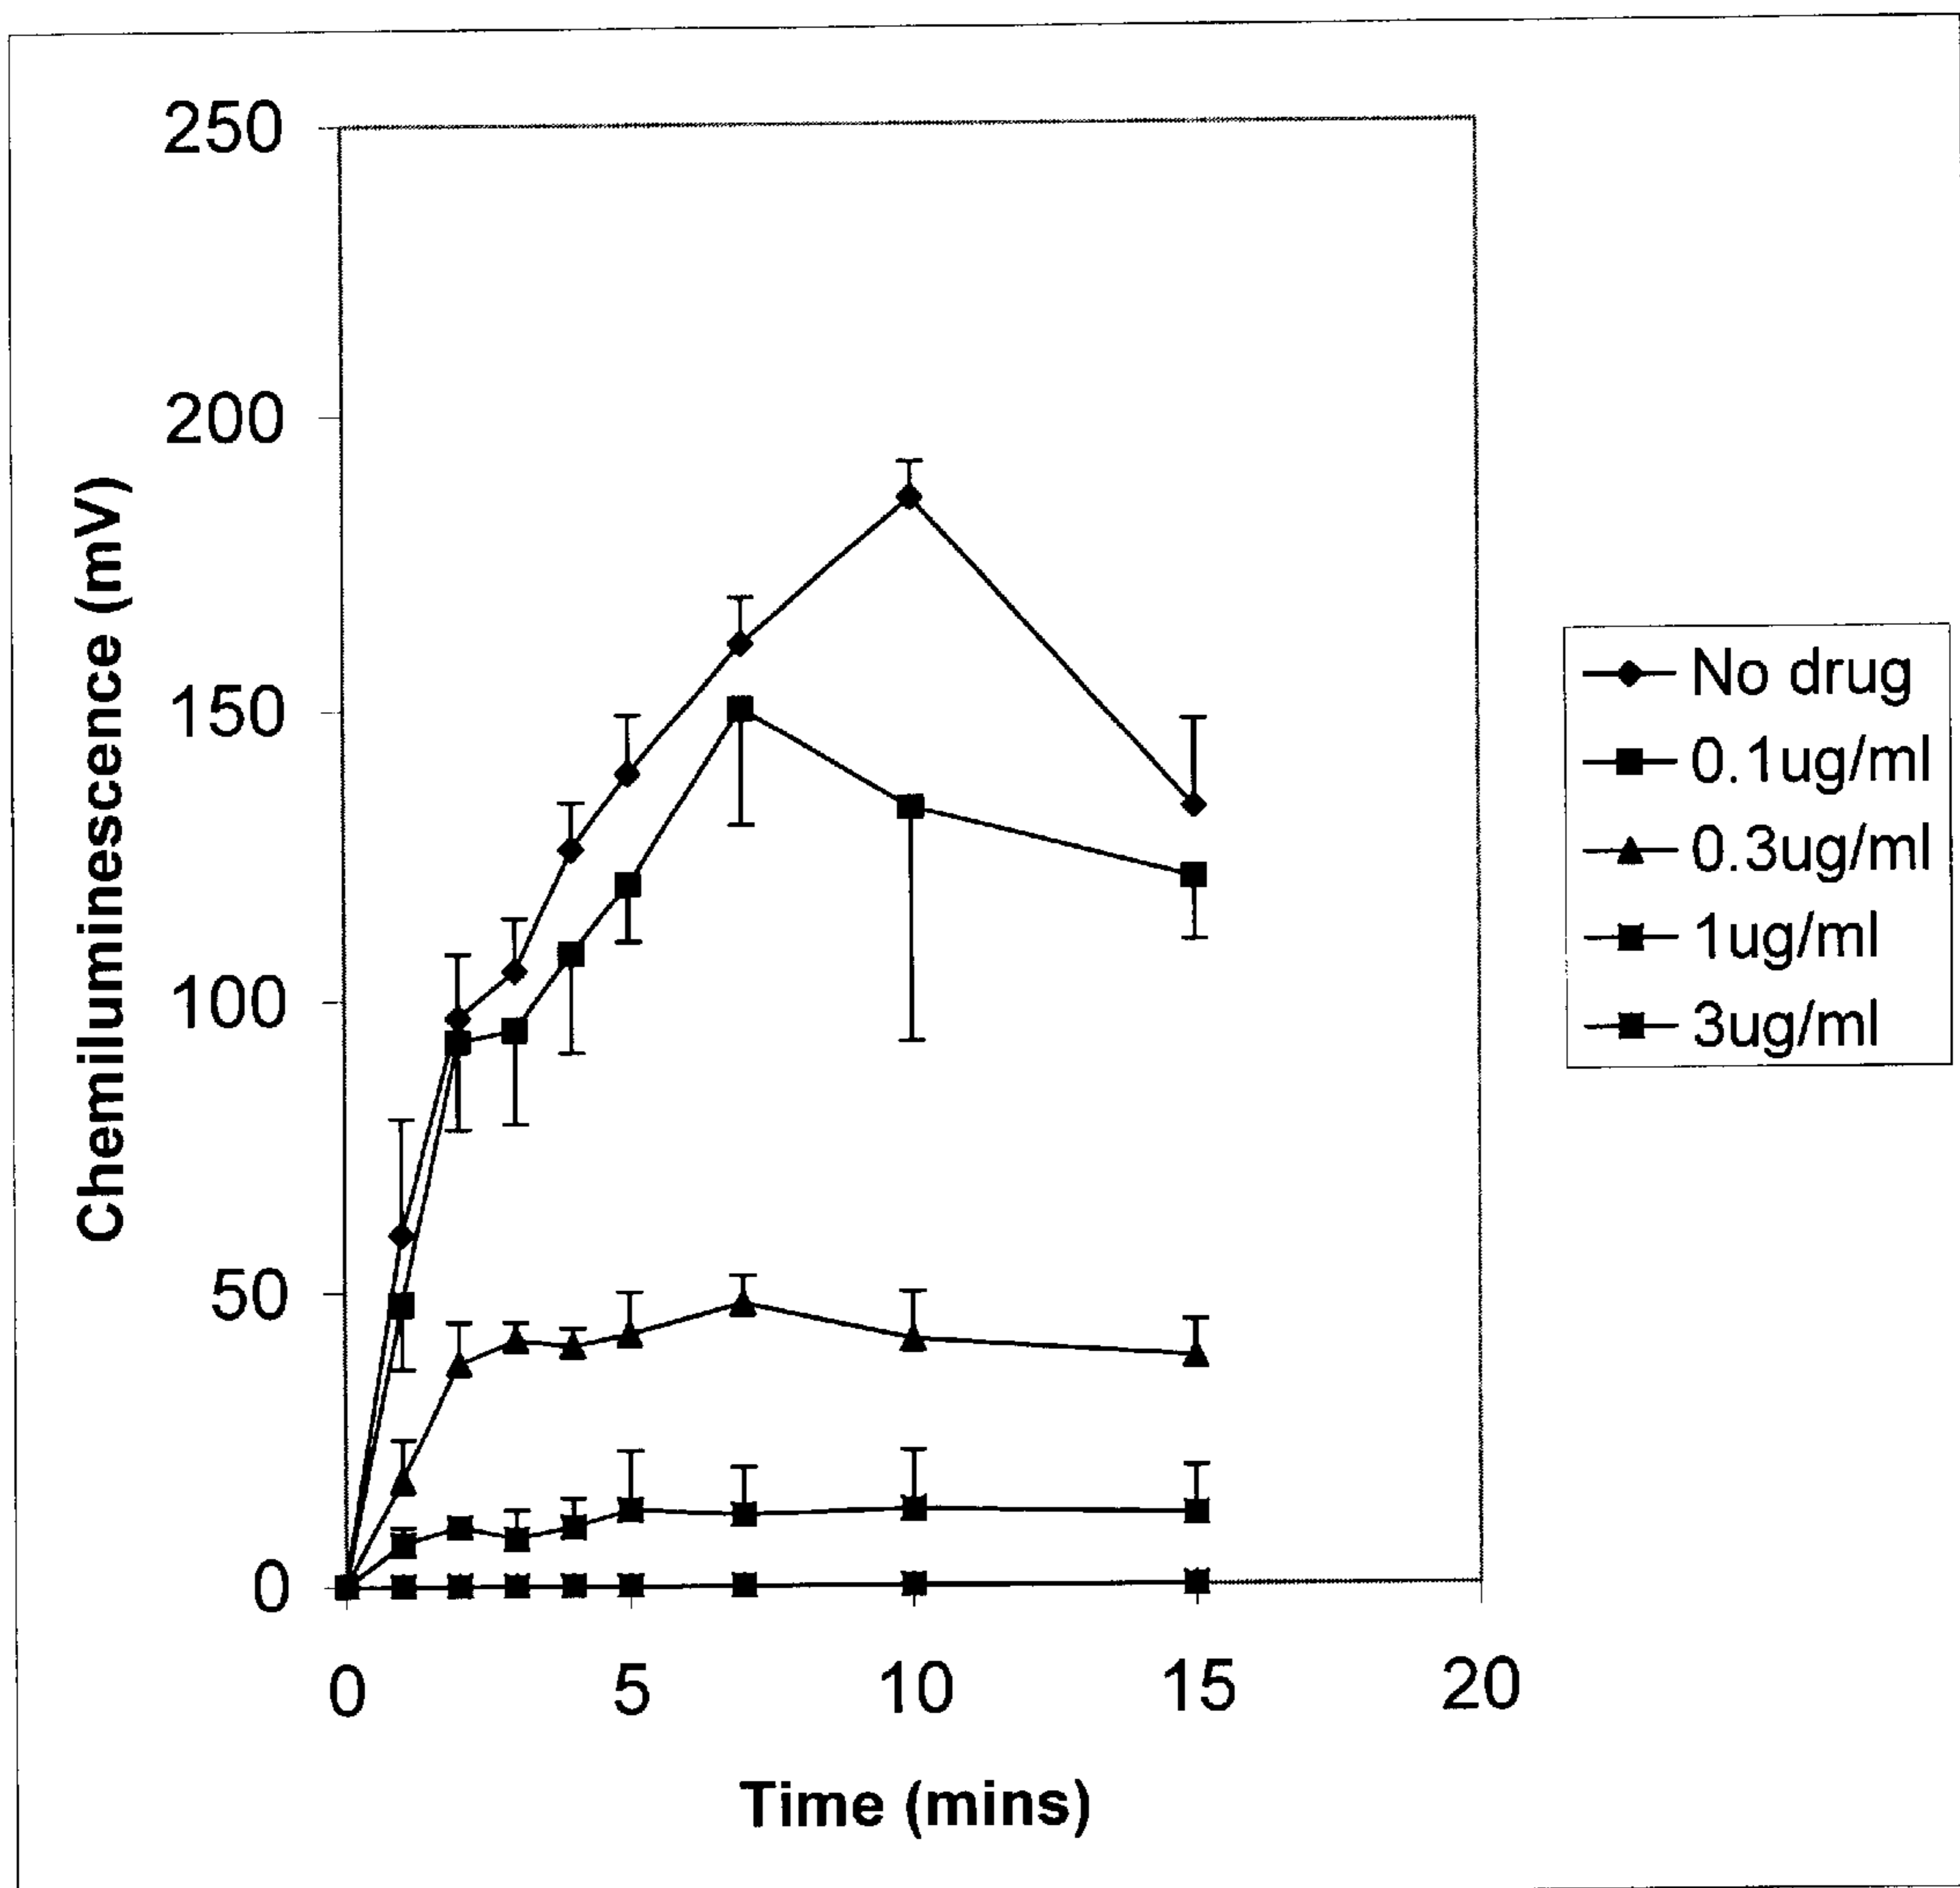 250
200
150
100
50
0
Chemiluminescence (mV)
0 5 10 15 20
Time (mins)
No drug
0.1ug/ml
0.3ug/ml
1ug/ml
3ug/ml